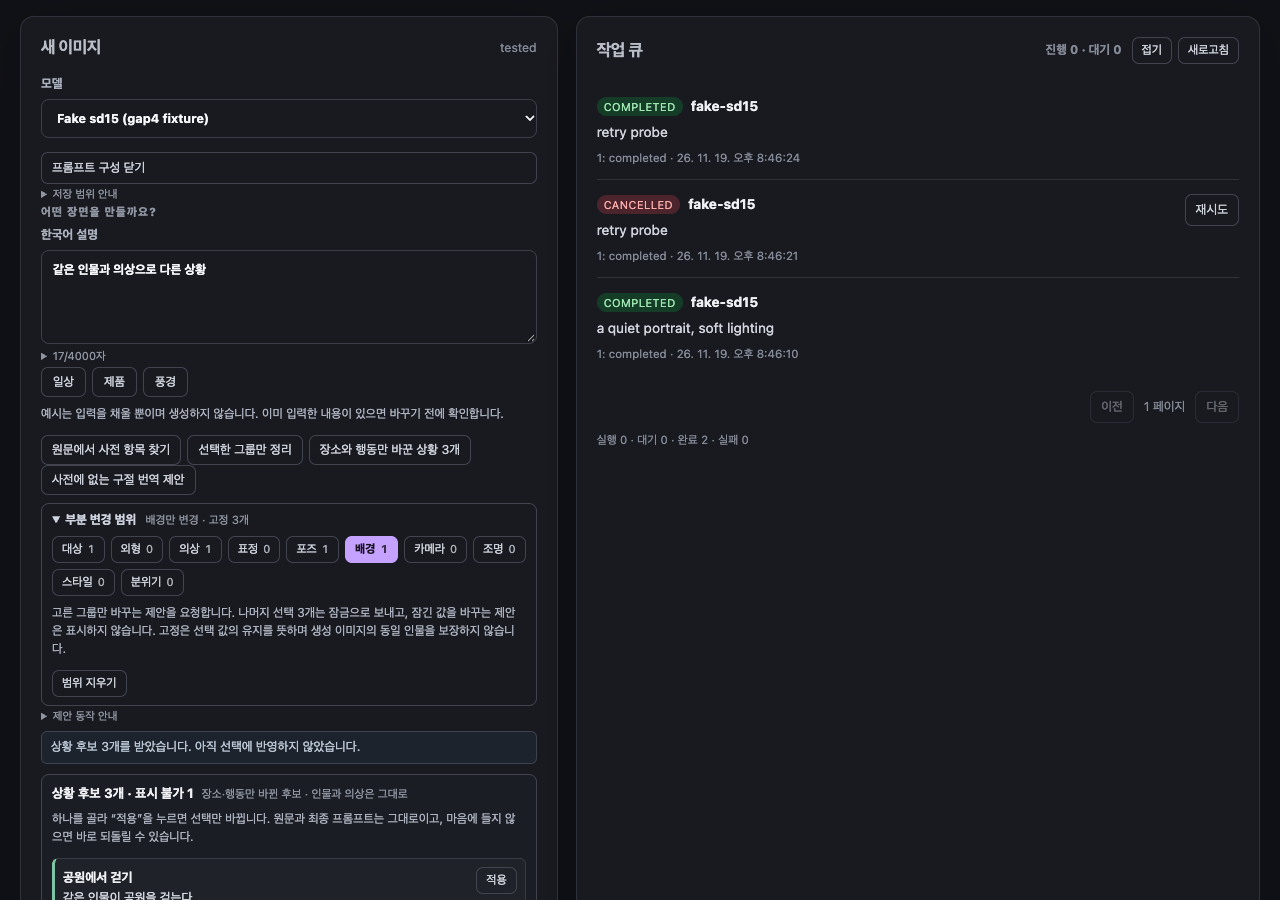 새 이미지
tested
모델
Fake sd15 (gap4 fixture)
프롬프트 구성 닫기
▶ 저장 범위 안내
어떤 장면을 만들까요?
한국어 설명
같은 인물과 의상으로 다른 상황
▶ 17/4000자
일상 제품 풍경
예시는 입력을 채울 뿐이며 생성하지 않습니다. 이미 입력한 내용이 있으면 바꾸기 전에 확인합니다.
원문에서 사전 항목 찾기 선택한 그룹만 정리 장소와 행동만 바꾼 상황 3개
사전에 없는 구절 번역 제안
▼ 부분 변경 범위 배경만 변경 · 고정 3개
대상 1 외형 0 의상 1 표정 0 포즈 1 배경 1 카메라 0 조명 0
스타일 0 분위기 0
고른 그룹만 바꾸는 제안을 요청합니다. 나머지 선택 3개는 잠금으로 보내고, 잠긴 값을 바꾸는 제안
은 표시하지 않습니다. 고정은 선택 값의 유지를 뜻하며 생성 이미지의 동일 인물을 보장하지 않습니
다.
범위 지우기
▶ 제안 동작 안내
상황 후보 3개를 받았습니다. 아직 선택에 반영하지 않았습니다.
상황 후보 3개 · 표시 불가 1 장소·행동만 바뀐 후보 · 인물과 의상은 그대로
하나를 골라 “적용”을 누르면 선택만 바뀝니다. 원문과 최종 프롬프트는 그대로이고, 마음에 들지 않
으면 바로 되돌릴 수 있습니다.
공원에서 걷기
적용
같은 인물이 공원을 걷는다
작업 큐
진행 0 · 대기 0 접기 새로고침
COMPLETED fake-sd15
retry probe
1: completed · 26. 11. 19. 오후 8:46:24
CANCELLED fake-sd15
재시도
retry probe
1: completed · 26. 11. 19. 오후 8:46:21
COMPLETED fake-sd15
a quiet portrait, soft lighting
1: completed · 26. 11. 19. 오후 8:46:10
이전 1 페이지 다음
실행 0 · 대기 0 · 완료 2 · 실패 0